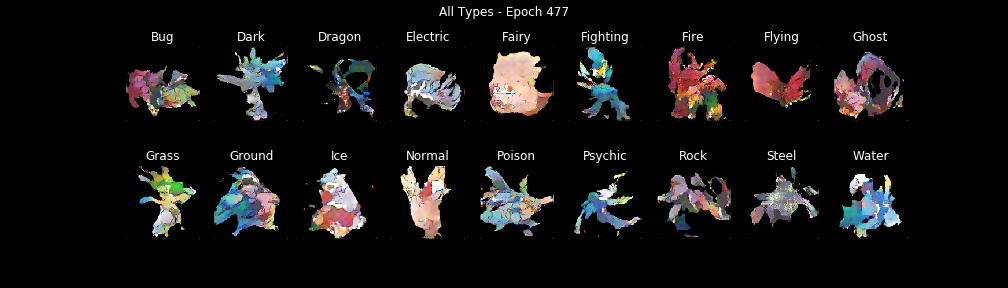 All Types - Epoch 477
Bug Dark Dragon Electric Fairy Fighting Fire Flying Ghost
Grass Ground Ice Normal Poison Psychic Rock Steel Water